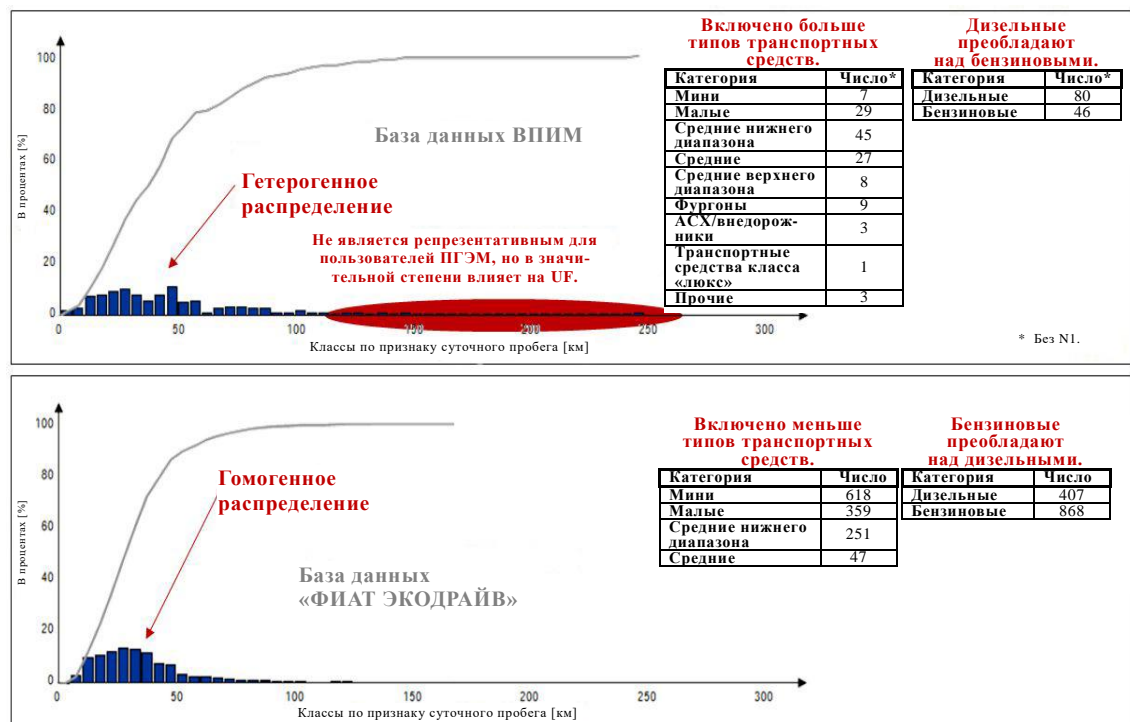 Включено больше
типов транспортных
средств.
Категория Число*
Мини 7
Малые 29
Средние нижнего
диапазона 45
Средние 27
Средние верхнего
диапазона 8
Фургоны 9
АСХ/внедорож-
ники 3
Транспортные
средства класса
«люкс» 1
Прочие 3
Дизельные
преобладают
над бензиновыми.
Категория Число*
Дизельные 80
Бензиновые 46
* Без N1.
В процентах [%]
100
80
60
40
20
0
База данных ВПИМ
Гетерогенное
распределение
Не является репрезентативным для
пользователей ПГЭМ, но в значи-
тельной степени влияет на UF.
0 50 100 150 200 250 300
Классы по признаку суточного пробега [км]
Включено меньше
типов транспортных
средств.
Категория Число
Мини 618
Малые 359
Средние нижнего
диапазона 251
Средние 47
Бензиновые
преобладают
над дизельными.
Категория Число
Дизельные 407
Бензиновые 868
В процентах [%]
100
80
60
40
20
0
Гомогенное
распределение
База данных
«ФИАТ ЭКОДРАЙВ»
0 50 100 150 200 250 300
Классы по признаку суточного пробега [км]